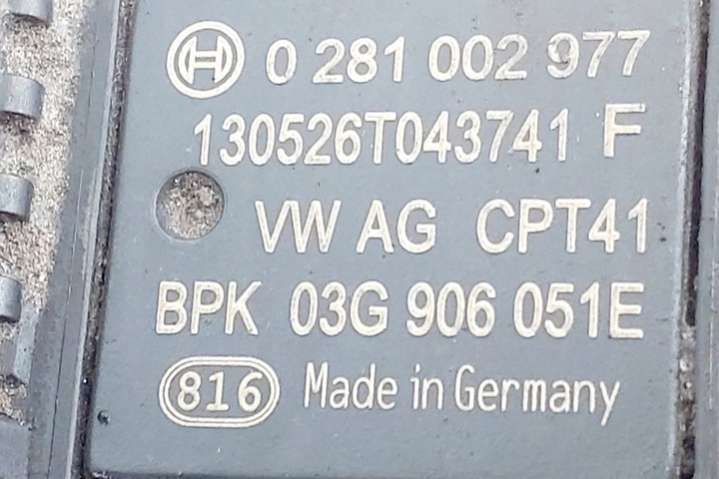 0 281 002 977
130526T043741 F
VW AG CPT41
BPK 03G 906 051E
816 Made in Germany